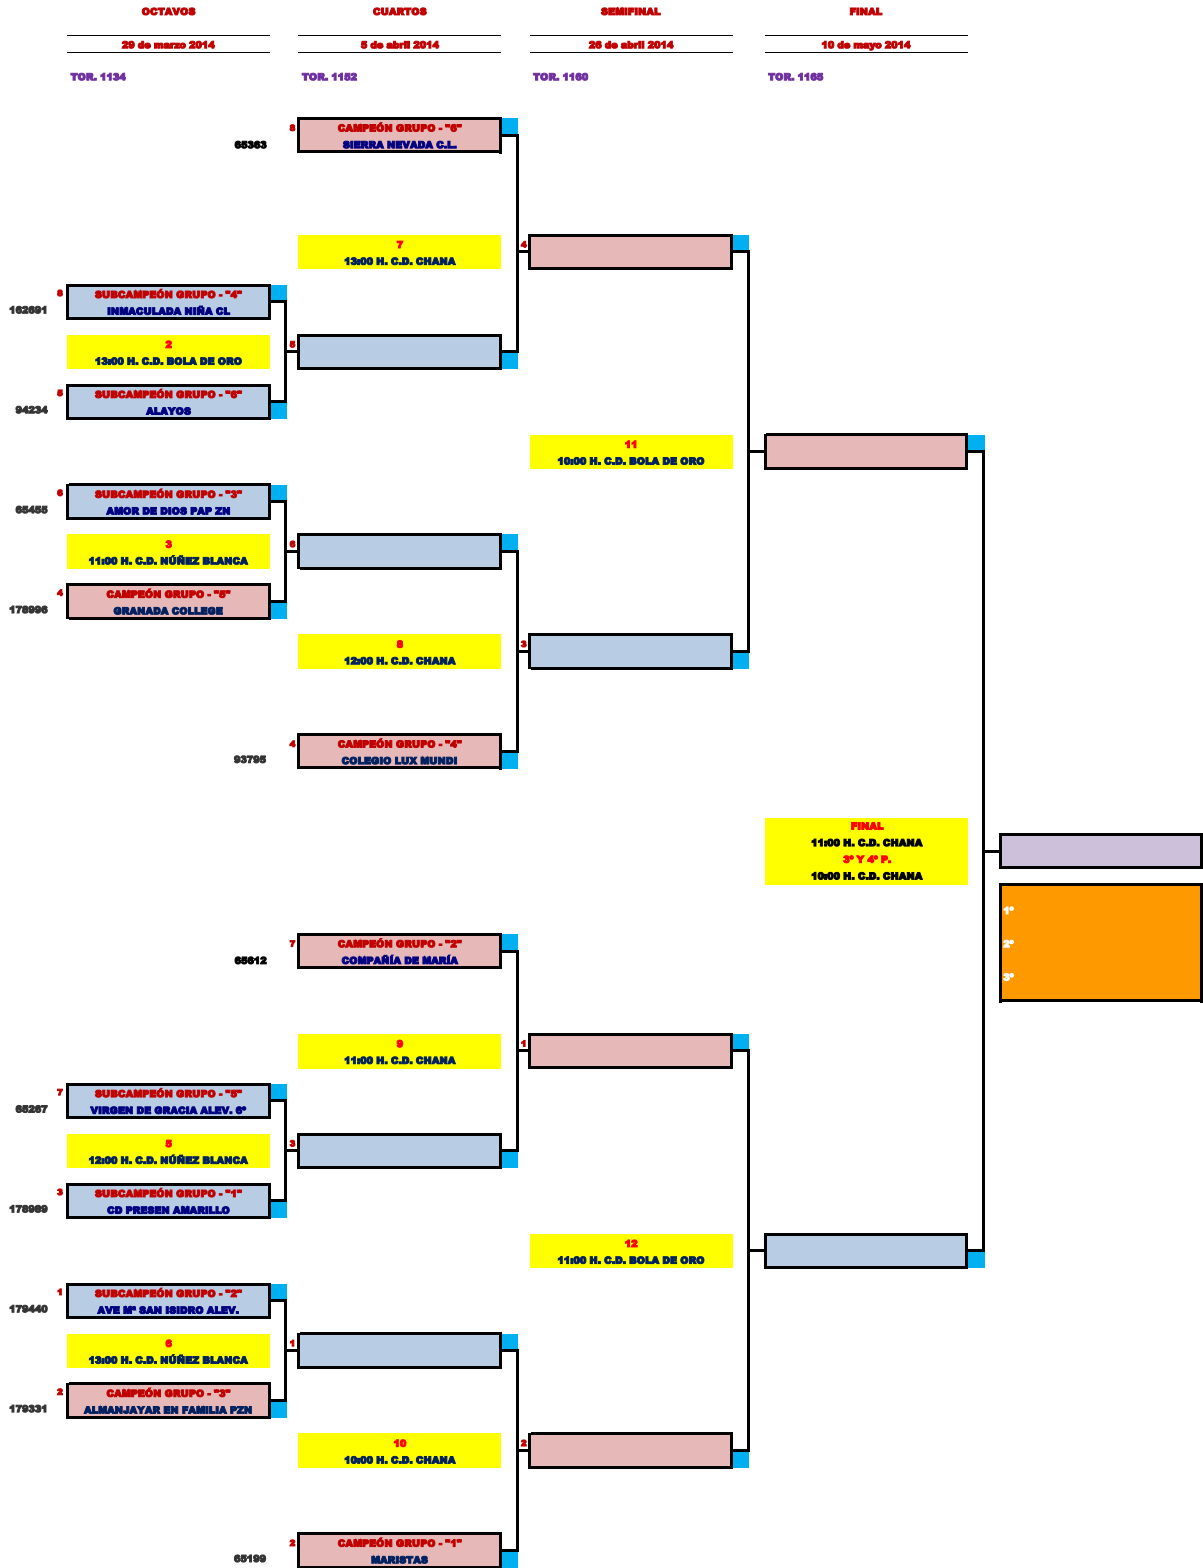 OCTAVOS CUARTOS SEMIFINAL FINAL
29 de marzo 2014 5 de abril 2014 26 de abril 2014 10 de mayo 2014
TOR. 1134 TOR. 1152 TOR. 1160 TOR. 1165
8 CAMPEÓN GRUPO - "6"
65363 SIERRA NEVADA C.L.
7 4
13:00 H. C.D. CHANA
8 SUBCAMPEÓN GRUPO - "4"
162691 INMACULADA NIÑA CL
2 5
13:00 H. C.D. BOLA DE ORO
5 SUBCAMPEÓN GRUPO - "6"
94234 ALAYOS
11
10:00 H. C.D. BOLA DE ORO
6 SUBCAMPEÓN GRUPO - "3"
65455 AMOR DE DIOS PAP ZN
3 6
11:00 H. C.D. NÚÑEZ BLANCA
4 CAMPEÓN GRUPO - "5"
178996 GRANADA COLLEGE
8 3
12:00 H. C.D. CHANA
4 CAMPEÓN GRUPO - "4"
93795 COLEGIO LUX MUNDI
FINAL
11:00 H. C.D. CHANA
3º Y 4º P.
10:00 H. C.D. CHANA
1º
2º
3º
7 CAMPEÓN GRUPO - "2"
65612 COMPAÑÍA DE MARÍA
9 1
11:00 H. C.D. CHANA
7 SUBCAMPEÓN GRUPO - "5"
65267 VIRGEN DE GRACIA ALEV. 6º
5 3
12:00 H. C.D. NÚÑEZ BLANCA
3 SUBCAMPEÓN GRUPO - "1"
178989 CD PRESEN AMARILLO
12
11:00 H. C.D. BOLA DE ORO
1 SUBCAMPEÓN GRUPO - "2"
179440 AVE Mª SAN ISIDRO ALEV.
6 1
13:00 H. C.D. NÚÑEZ BLANCA
2 CAMPEÓN GRUPO - "3"
179331 ALMANJAYAR EN FAMILIA PZN
10 2
10:00 H. C.D. CHANA
2 CAMPEÓN GRUPO - "1"
65199 MARISTAS